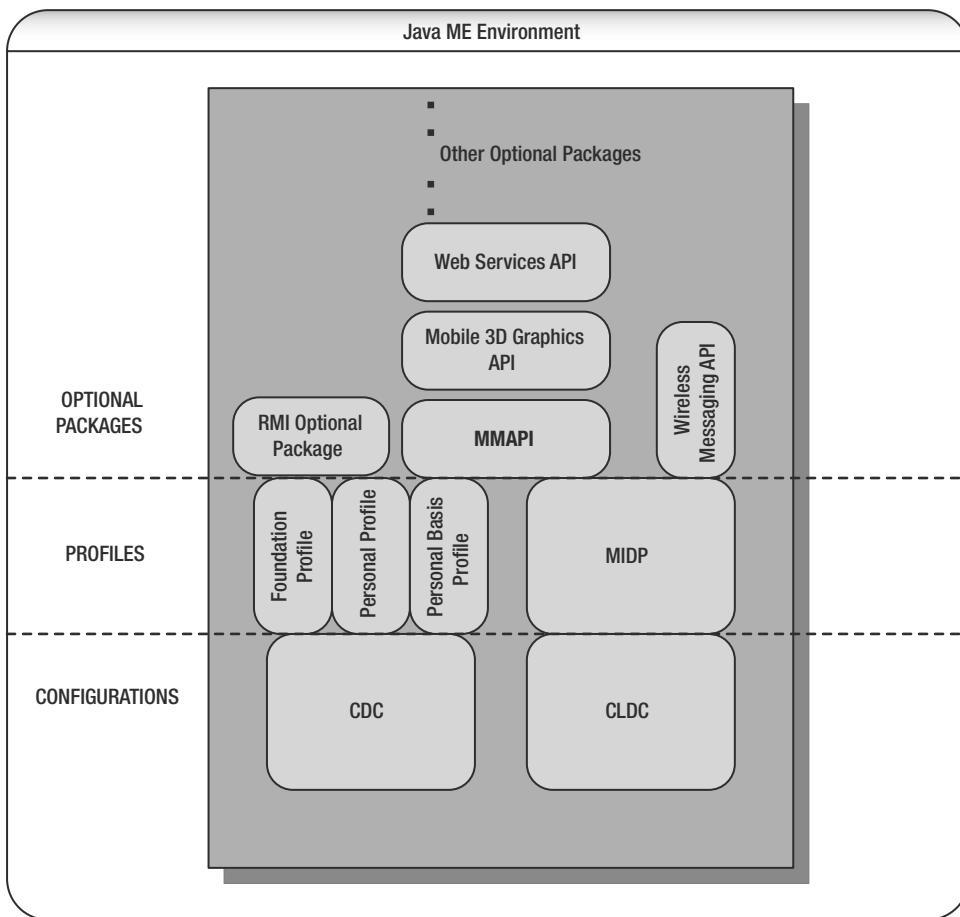 Java ME Environment
Other Optional Packages
Web Services API
Mobile 3D Graphics
API
Wireless
Messaging API
OPTIONAL
PACKAGES
RMI Optional
Package
MMAPI
PROFILES
Foundation
Profile
Personal Profile
Personal Basis
Profile
MIDP
CONFIGURATIONS
CDC
CLDC